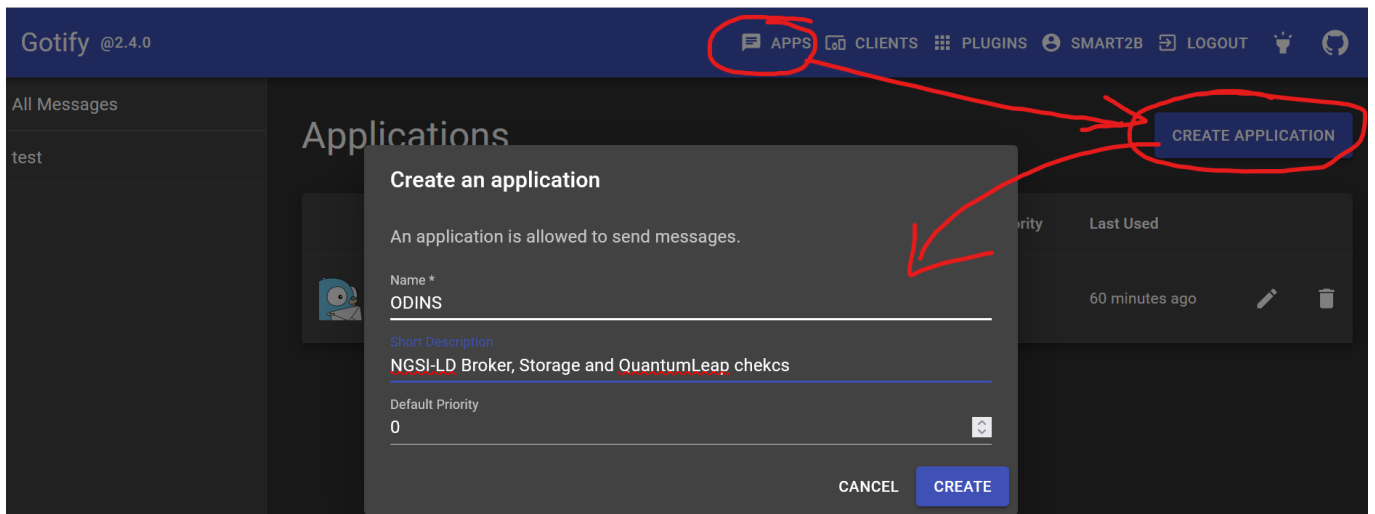 Gotify @2.4.0
APPS CLIENTS PLUGINS SMART2B LOGOUT
All Messages
test
Applications
CREATE APPLICATION
Create an application
An application is allowed to send messages.
Name *
ODINS
Short Description
NGSI-LD Broker, Storage and QuantumLeap chekcs
Default Priority
0
CANCEL CREATE
Last Used
60 minutes ago